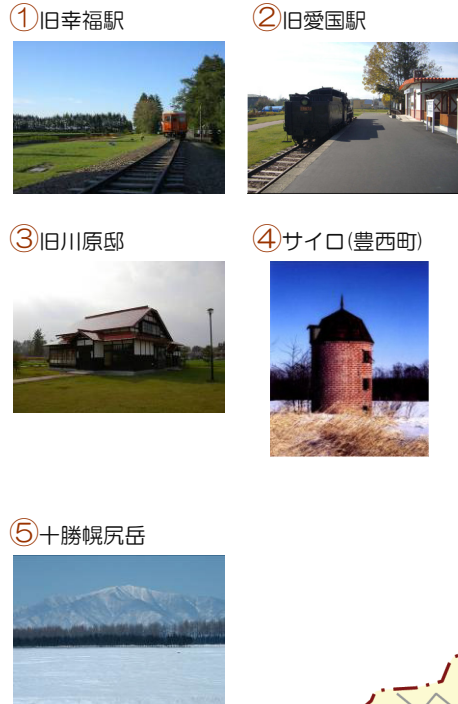 ①旧幸福駅
②旧愛国駅
③旧川原邸
④サイロ(豊西町)
⑤十勝幌尻岳